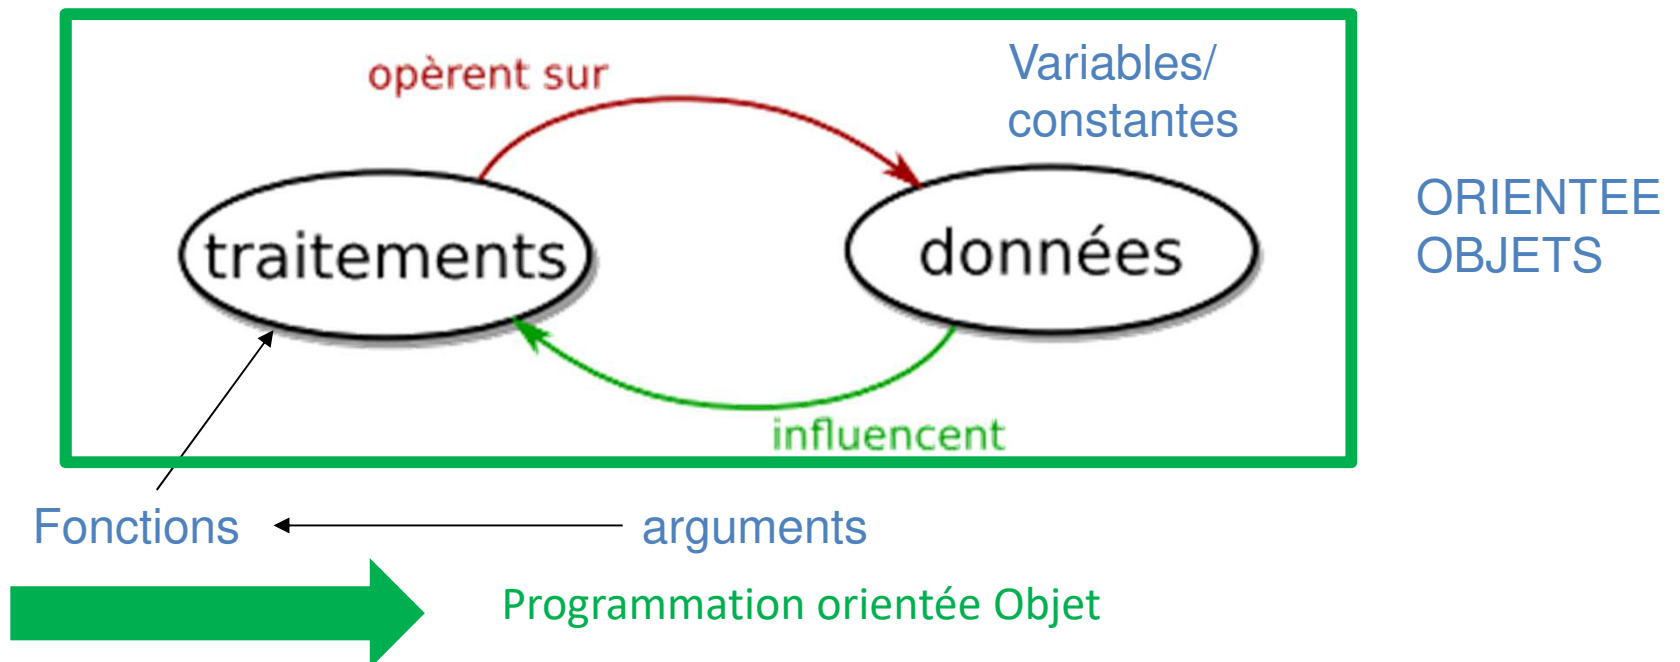 opèrent sur
Variables/
constantes
traitements
données
ORIENTEE
OBJETS
influencent
Fonctions
arguments
Programmation orientée Objet